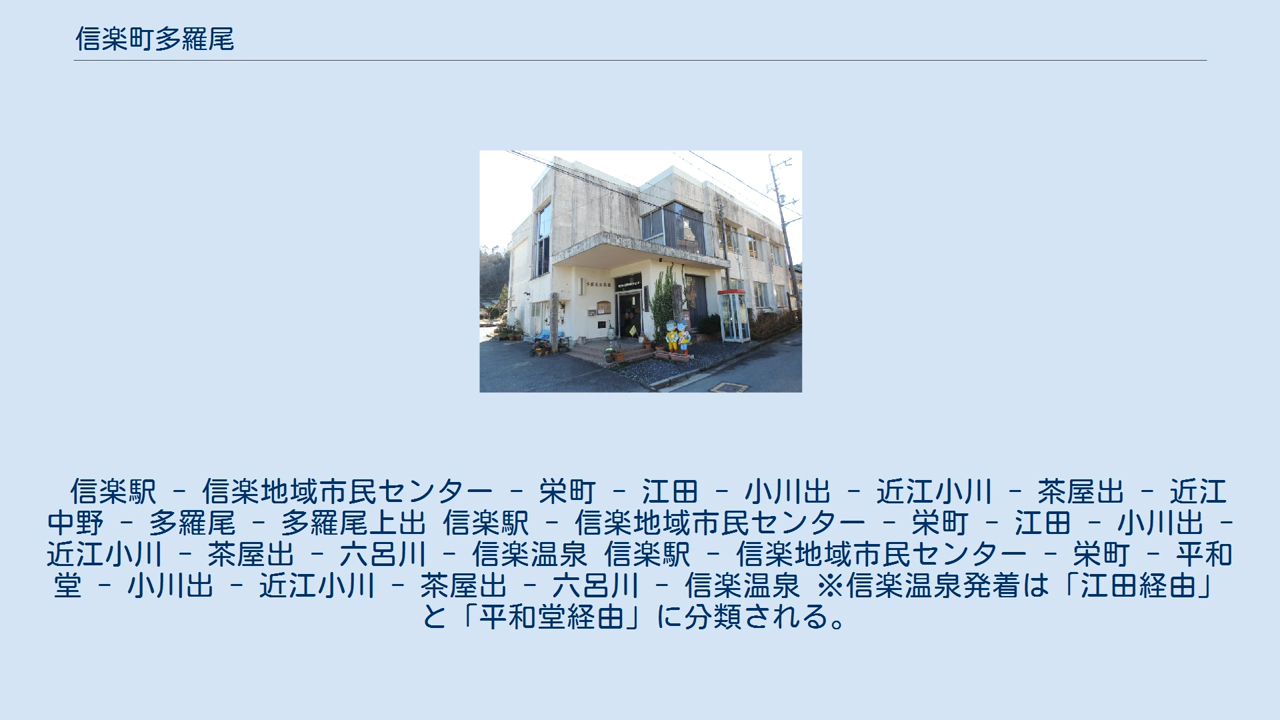 信楽町多羅尾
信楽駅 - 信楽地域市民センター - 栄町 - 江田 - 小川出 - 近江小川 - 茶屋出 - 近江
中野 - 多羅尾 - 多羅尾上出 信楽駅 - 信楽地域市民センター - 栄町 - 江田 - 小川出 -
近江小川 - 茶屋出 - 六呂川 - 信楽温泉 信楽駅 - 信楽地域市民センター - 栄町 - 平和
堂 - 小川出 - 近江小川 - 茶屋出 - 六呂川 - 信楽温泉 ※信楽温泉発着は「江田経由」
と「平和堂経由」に分類される。